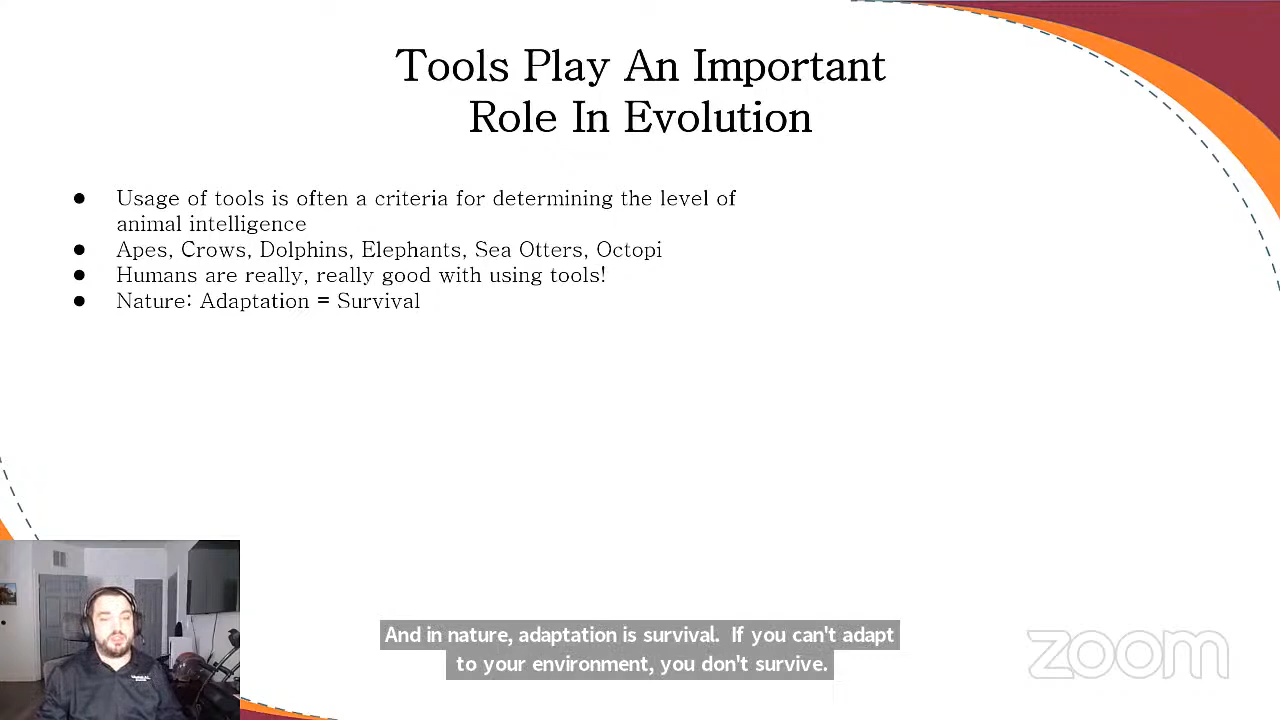 Tools Play An Important
Role In Evolution
● Usage of tools is often a criteria for determining the level of
animal intelligence
● Apes, Crows, Dolphins, Elephants, Sea Otters, Octopi
● Humans are really, really good with using tools!
● Nature: Adaptation = Survival
And in nature, adaptation is survival. If you can't adapt
to your environment, you don't survive.
zoom